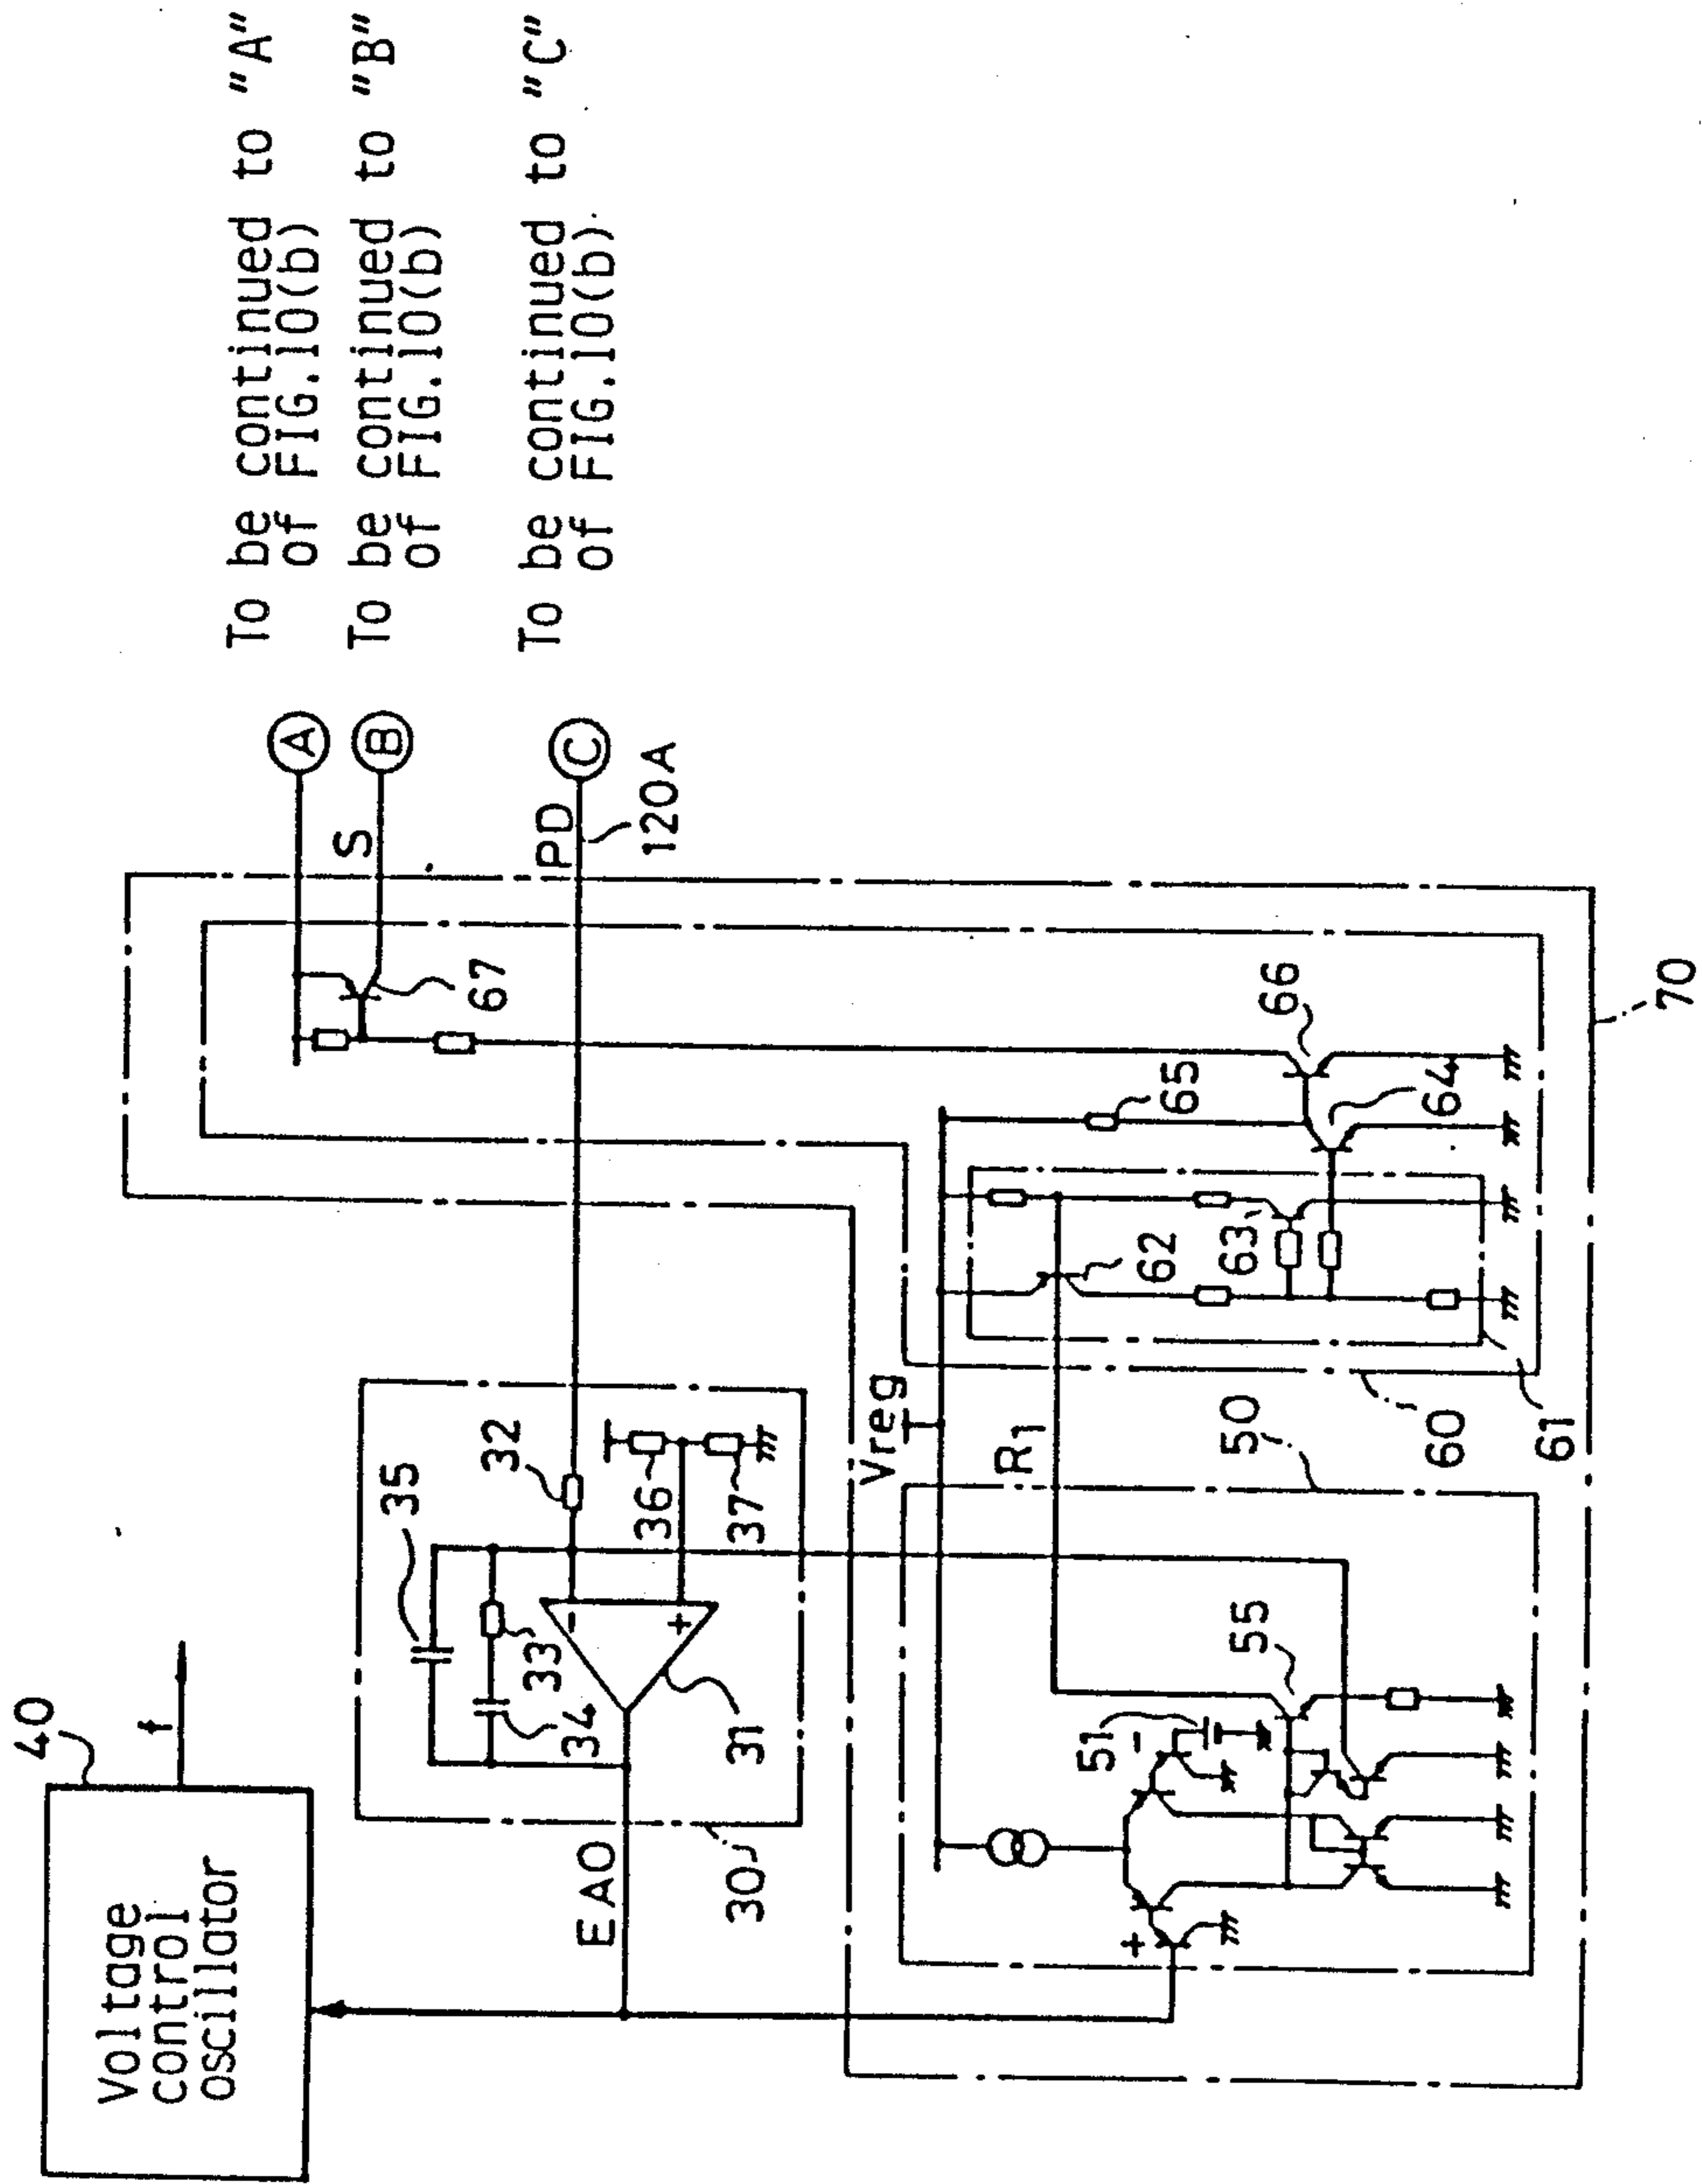 To be continued to "A"
of FIG.10(b)
To be continued to "B"
of FIG.10(b)
To be continued to "C"
of FIG.10(b)
A
B
C
S
PD
120A
67
40
Voltage
control
oscillator
f
35
32
33
34
36
37
31
30
EAO
Vreg
R1
65
66
64
63
62
61
60
50
55
51
-
+
-
+
70